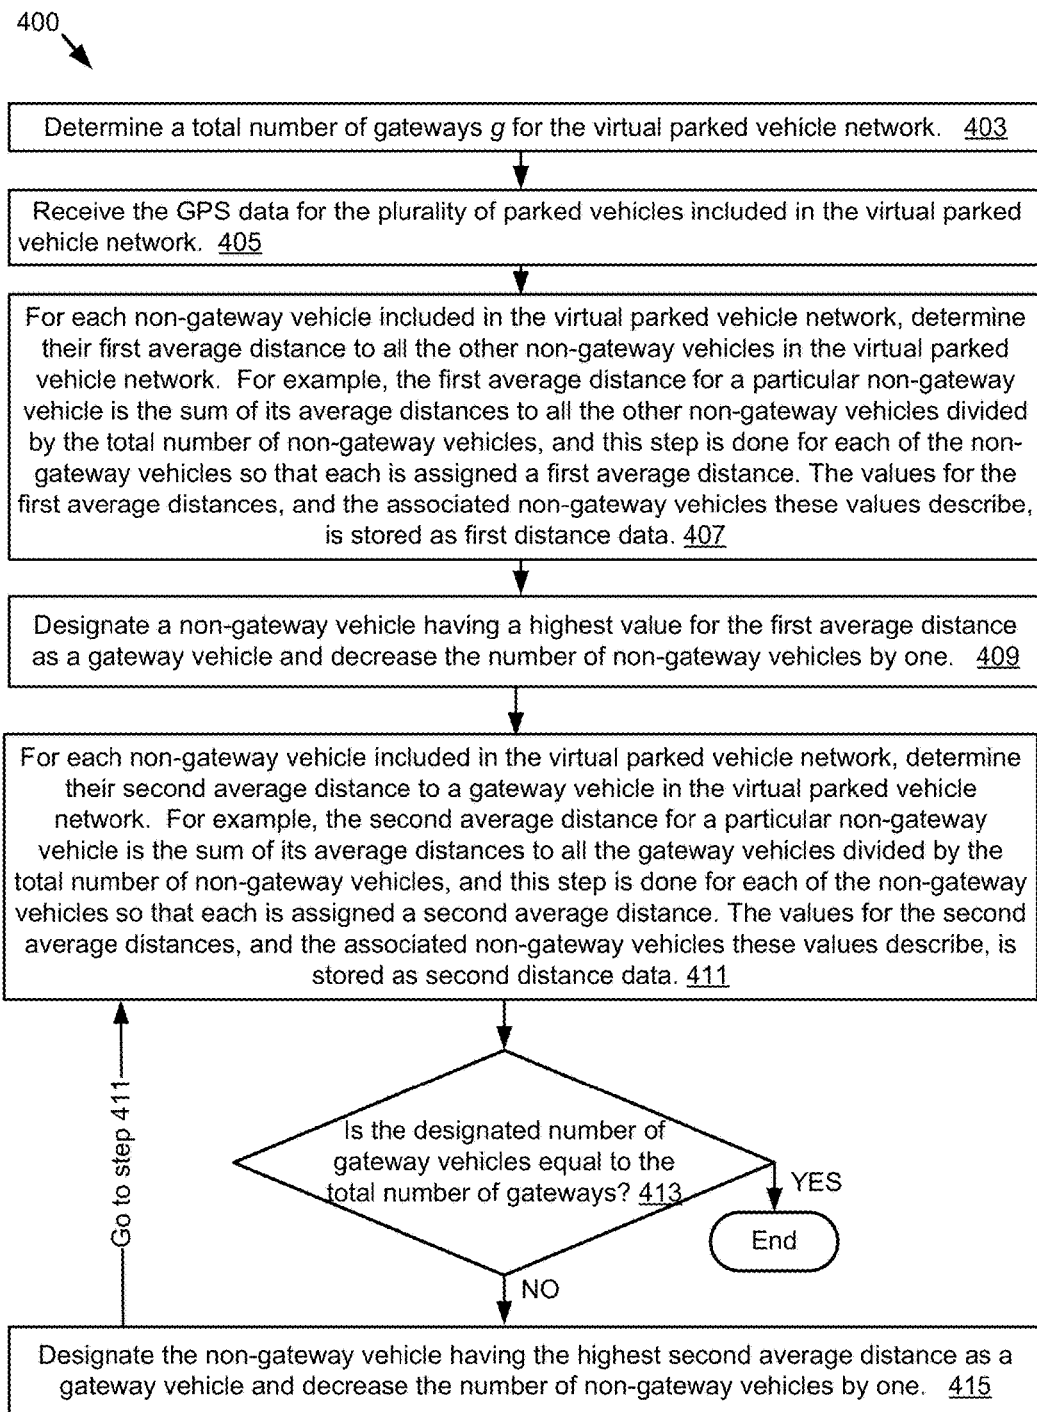 400
Determine a total number of gateways g for the virtual parked vehicle network. 403
Receive the GPS data for the plurality of parked vehicles included in the virtual parked
vehicle network. 405
For each non-gateway vehicle included in the virtual parked vehicle network, determine
their first average distance to all the other non-gateway vehicles in the virtual parked
vehicle network. For example, the first average distance for a particular non-gateway
vehicle is the sum of its average distances to all the other non-gateway vehicles divided
by the total number of non-gateway vehicles, and this step is done for each of the non-
gateway vehicles so that each is assigned a first average distance. The values for the
first average distances, and the associated non-gateway vehicles these values describe,
is stored as first distance data. 407
Designate a non-gateway vehicle having a highest value for the first average distance
as a gateway vehicle and decrease the number of non-gateway vehicles by one. 409
For each non-gateway vehicle included in the virtual parked vehicle network, determine
their second average distance to a gateway vehicle in the virtual parked vehicle
network. For example, the second average distance for a particular non-gateway
vehicle is the sum of its average distances to all the gateway vehicles divided by the
total number of non-gateway vehicles, and this step is done for each of the non-gateway
vehicles so that each is assigned a second average distance. The values for the second
average distances, and the associated non-gateway vehicles these values describe, is
stored as second distance data. 411
Go to step 411
Is the designated number of
gateway vehicles equal to the
total number of gateways? 413
YES
End
NO
Designate the non-gateway vehicle having the highest second average distance as a
gateway vehicle and decrease the number of non-gateway vehicles by one. 415